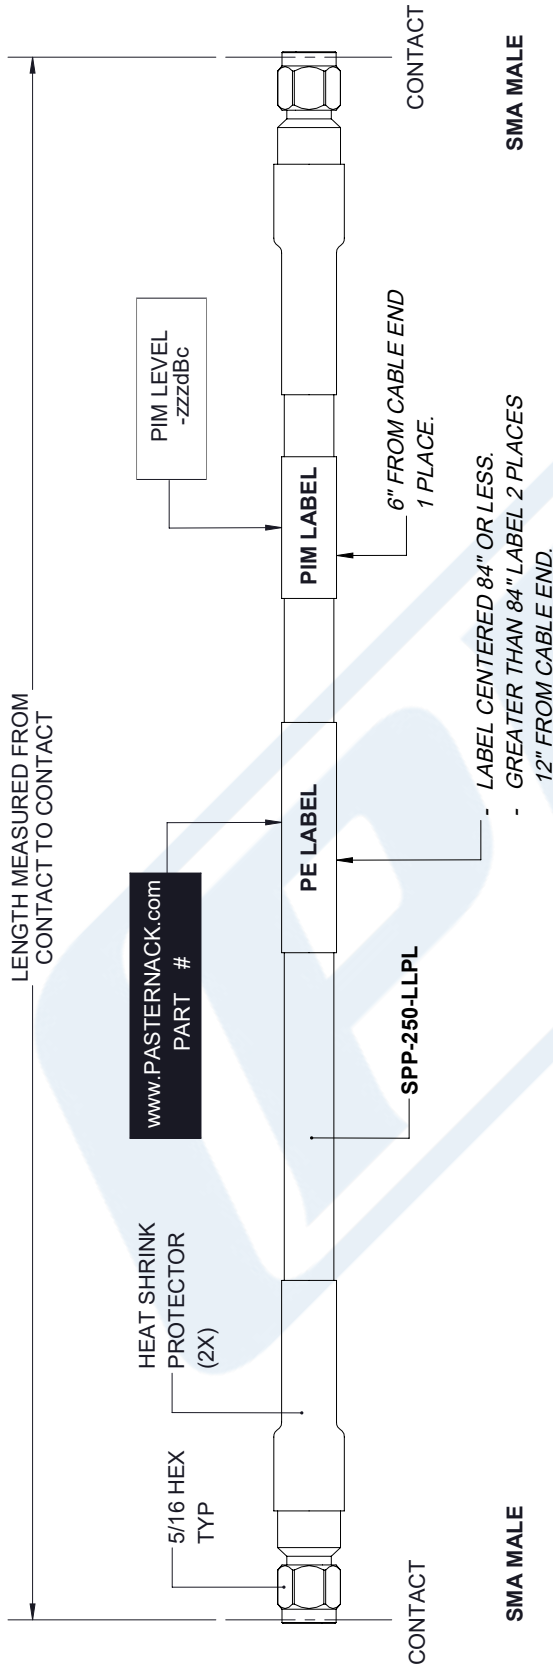 LENGTH MEASURED FROM
CONTACT TO CONTACT
5/16 HEX
TYP
HEAT SHRINK
PROTECTOR
(2X)
www.PASTERNACK.com
PART #
PIM LEVEL
-zzzdBc
PE LABEL
PIM LABEL
SPP-250-LLPL
6" FROM CABLE END
1 PLACE.
- LABEL CENTERED 84" OR LESS.
- GREATER THAN 84" LABEL 2 PLACES
12" FROM CABLE END.
CONTACT
CONTACT
SMA MALE
SMA MALE